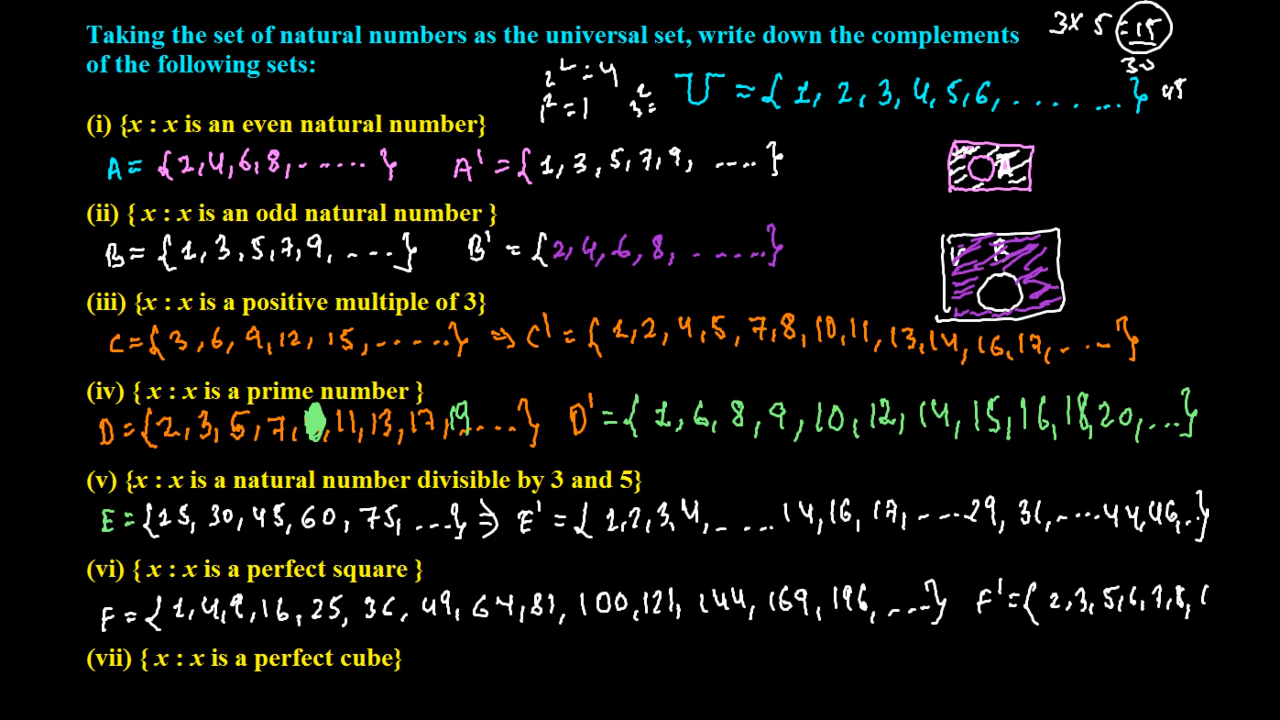 Taking the set of natural numbers as the universal set, write down the complements 3 x 5 = 15
of the following sets: 30
2² = 4
1² = 1 3² = U = { 1, 2, 3, 4, 5, 6, ........ } 45
(i) {x : x is an even natural number}
A = {2, 4, 6, 8, ...... } A' = { 1, 3, 5, 7, 9, .... }
(ii) { x : x is an odd natural number }
B = {1, 3, 5, 7, 9, ....} B' = {2, 4, 6, 8, ......}
(iii) {x : x is a positive multiple of 3}
C = {3, 6, 9, 12, 15, ......} ⇒ C' = { 1, 2, 4, 5, 7, 8, 10, 11, 13, 14, 16, 17, ....}
(iv) { x : x is a prime number }
D = {2, 3, 5, 7, 11, 13, 17, 19 ....} D' = { 1, 6, 8, 9, 10, 12, 14, 15, 16, 18, 20, ...}
(v) {x : x is a natural number divisible by 3 and 5}
E = {15, 30, 45, 60, 75, ....} ⇒ E' = { 1, 2, 3, 4, ..... 14, 16, 17, .....29, 31, .....44, 46, ..}
(vi) { x : x is a perfect square }
F = { 1, 4, 9, 16, 25, 36, 49, 64, 81, 100, 121, 144, 169, 196, ....} F' = { 2, 3, 5, 6, 7, 8, (
(vii) { x : x is a perfect cube}